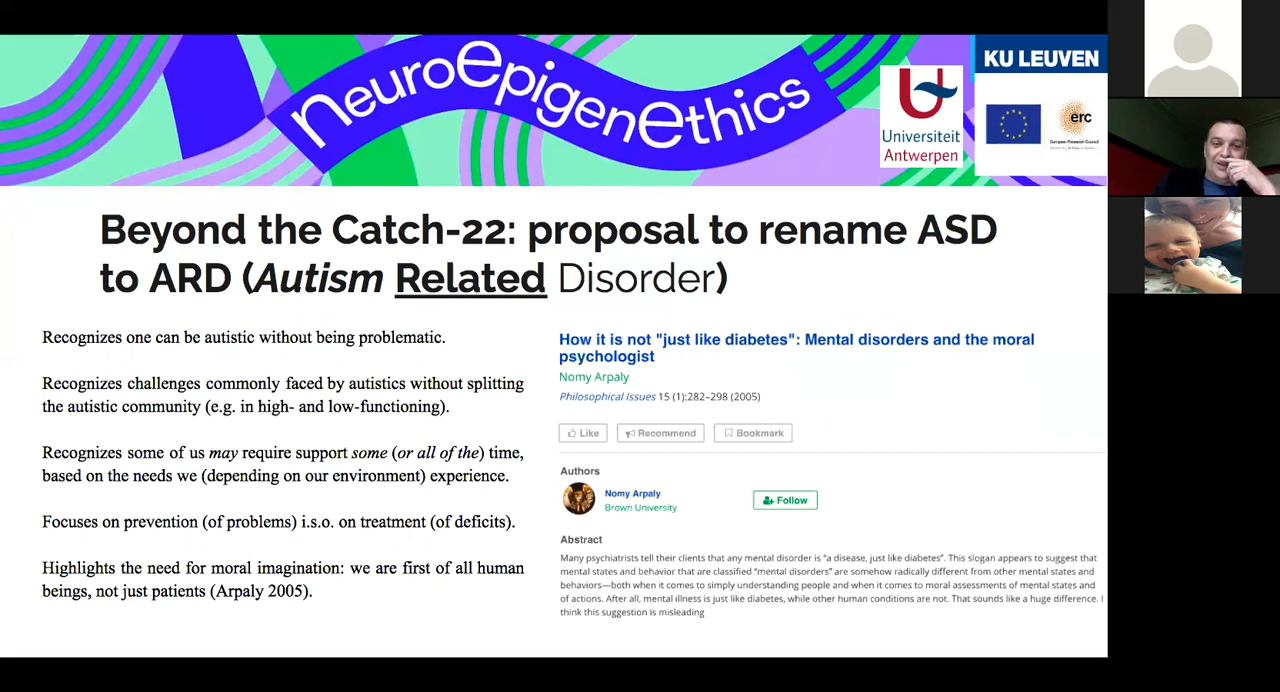 neuroEpigenEthics
Universiteit
Antwerpen
KU LEUVEN
erc
European Research Council
Beyond the Catch-22: proposal to rename ASD
to ARD (Autism Related Disorder)
Recognizes one can be autistic without being problematic.
Recognizes challenges commonly faced by autistics without splitting
the autistic community (e.g. in high- and low-functioning).
Recognizes some of us may require support some (or all of the) time,
based on the needs we (depending on our environment) experience.
Focuses on prevention (of problems) i.s.o. on treatment (of deficits).
Highlights the need for moral imagination: we are first of all human
beings, not just patients (Arpaly 2005).
How it is not "just like diabetes": Mental disorders and the moral
psychologist
Nomy Arpaly
Philosophical Issues 15 (1):282–298 (2005)
Like
Recommend
Bookmark
Authors
Nomy Arpaly
Brown University
Follow
Abstract
Many psychiatrists tell their clients that any mental disorder is “a disease, just like diabetes”. This slogan appears to suggest that
mental states and behavior that are classified “mental disorders” are somehow radically different from other mental states and
behaviors—both when it comes to simply understanding people and when it comes to moral assessments of mental states and
of actions. After all, mental illness is just like diabetes, while other human conditions are not. That sounds like a huge difference. I
think this suggestion is misleading